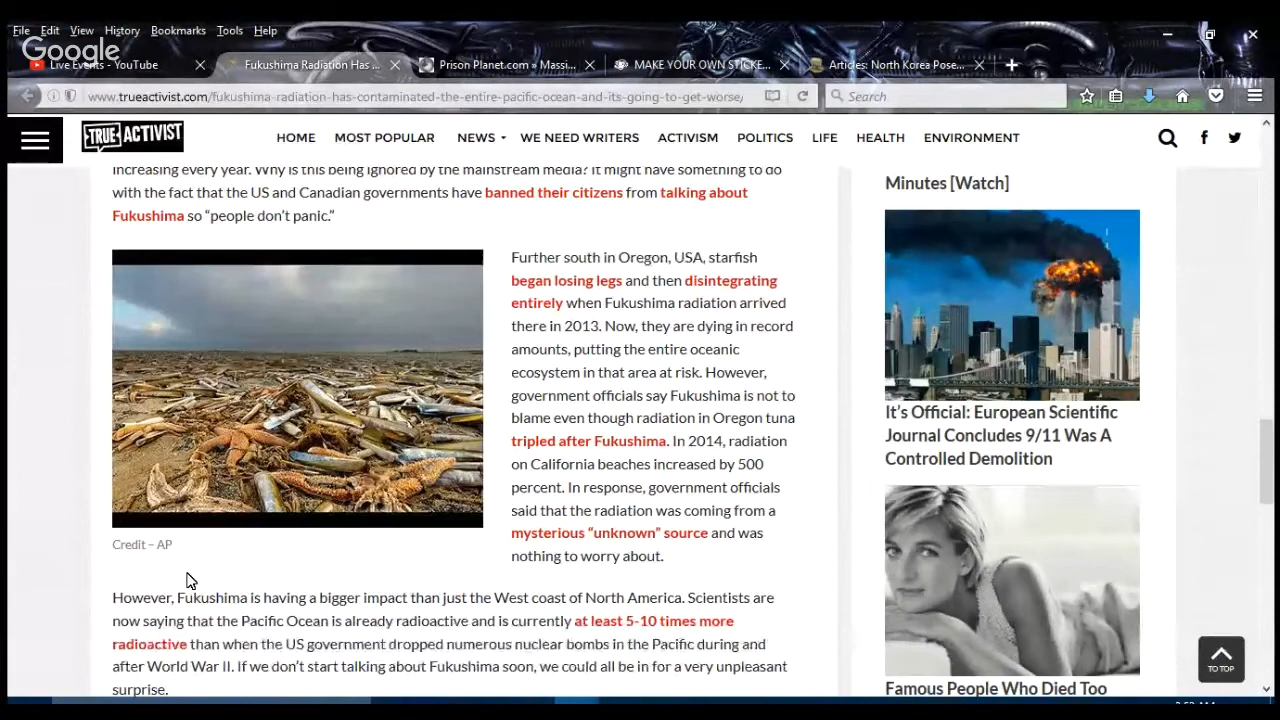 File Edit View History Bookmarks Tools Help
Google
Live Events - YouTube
Fukushima Radiation Has ...
Prison Planet.com » Massi...
MAKE YOUR OWN STICKE...
Articles: North Korea Pose...
www.trueactivist.com/fukushima-radiation-has-contaminated-the-entire-pacific-ocean-and-its-going-to-get-worse/
Search
TRUE ACTIVIST
HOME MOST POPULAR NEWS WE NEED WRITERS ACTIVISM POLITICS LIFE HEALTH ENVIRONMENT
increasing every year. Why is this being ignored by the mainstream media? It might have something to do
with the fact that the US and Canadian governments have banned their citizens from talking about
Fukushima so “people don’t panic.”
Further south in Oregon, USA, starfish
began losing legs and then disintegrating
entirely when Fukushima radiation arrived
there in 2013. Now, they are dying in record
amounts, putting the entire oceanic
ecosystem in that area at risk. However,
government officials say Fukushima is not to
blame even though radiation in Oregon tuna
tripled after Fukushima. In 2014, radiation
on California beaches increased by 500
percent. In response, government officials
said that the radiation was coming from a
mysterious “unknown” source and was
nothing to worry about.
Credit – AP
However, Fukushima is having a bigger impact than just the West coast of North America. Scientists are
now saying that the Pacific Ocean is already radioactive and is currently at least 5-10 times more
radioactive than when the US government dropped numerous nuclear bombs in the Pacific during and
after World War II. If we don’t start talking about Fukushima soon, we could all be in for a very unpleasant
surprise.
Minutes [Watch]
It’s Official: European Scientific
Journal Concludes 9/11 Was A
Controlled Demolition
Famous People Who Died Too
TO TOP